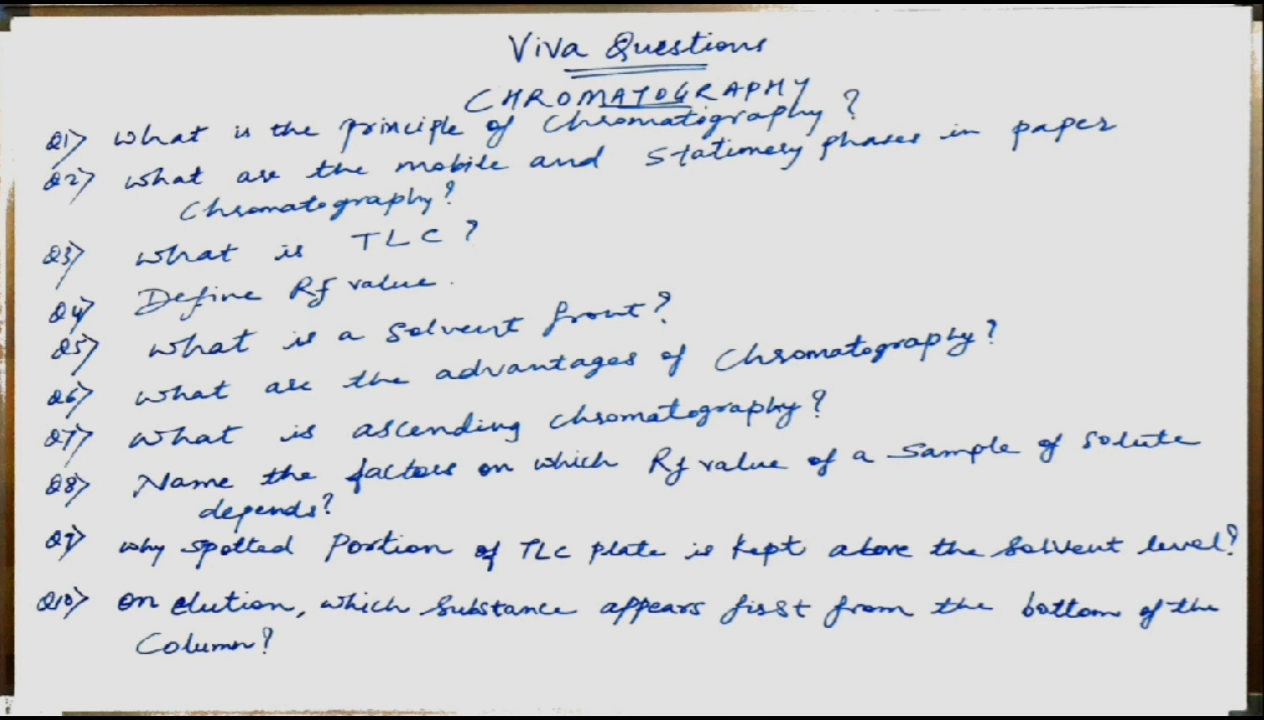 Viva Questions
CHROMATOGRAPHY
Q1) What is the principle of Chromatography?
Q2) What are the mobile and stationery phases in paper
Chromatography?
Q3) What is TLC?
Q4) Define Rf value.
Q5) What is a Solvent front?
Q6) What are the advantages of Chromatography?
Q7) What is ascending chromatography?
Q8) Name the factors on which Rf value of a sample of solute
depends?
Q9) Why spotted portion of TLC plate is kept above the solvent level?
Q10) On elution, which substance appears first from the bottom of the
Column?